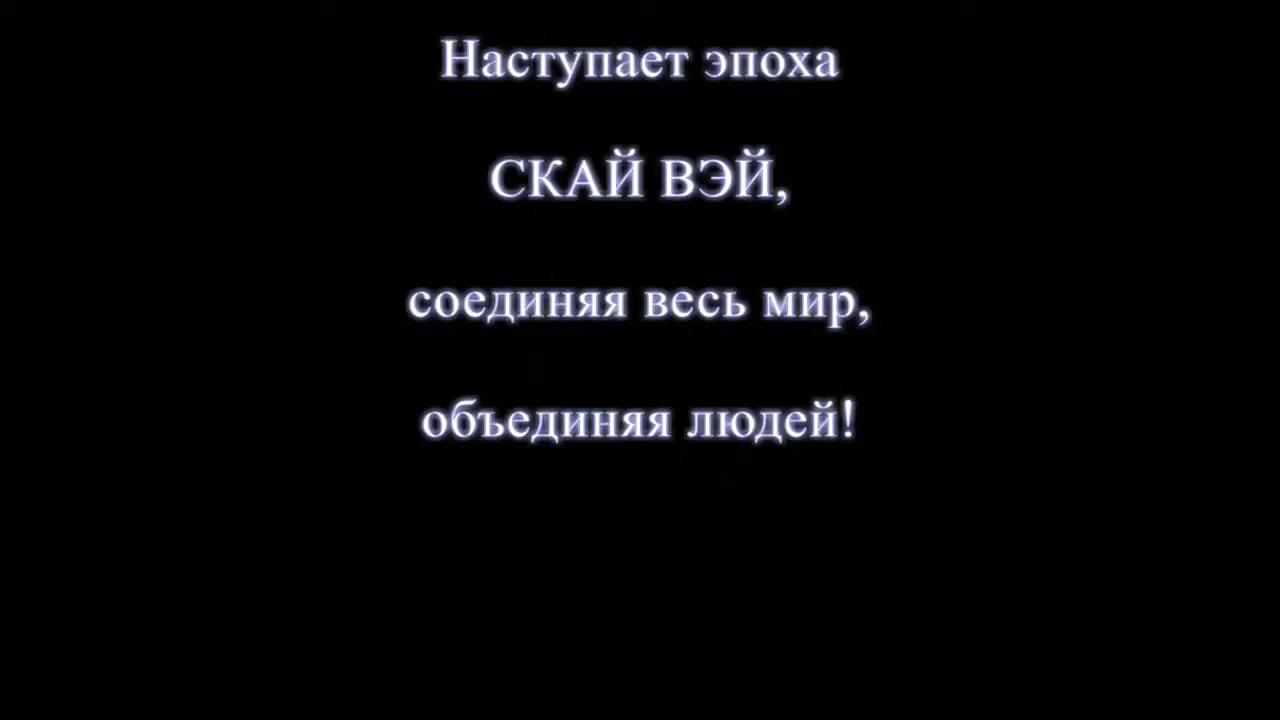 Наступает эпоха
СКАЙ ВЭЙ,
соединяя весь мир,
объединяя людей!